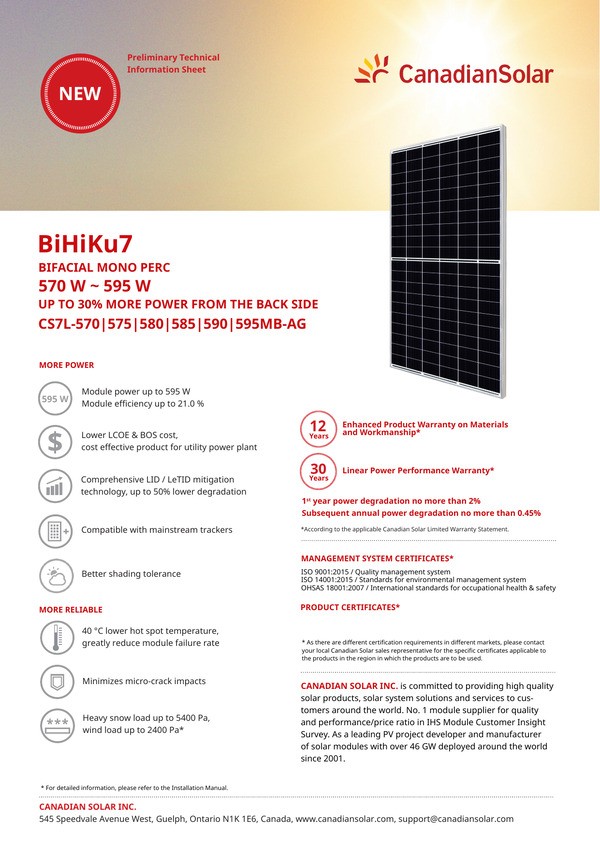 Preliminary Technical
Information Sheet
NEW
CanadianSolar
BiHiKu7
BIFACIAL MONO PERC
570 W ~ 595 W
UP TO 30% MORE POWER FROM THE BACK SIDE
CS7L-570|575|580|585|590|595MB-AG
MORE POWER
595 W
Module power up to 595 W
Module efficiency up to 21.0 %
$
Lower LCOE & BOS cost,
cost effective product for utility power plant
Comprehensive LID / LeTID mitigation
technology, up to 50% lower degradation
Compatible with mainstream trackers
Better shading tolerance
MORE RELIABLE
40 °C lower hot spot temperature,
greatly reduce module failure rate
Minimizes micro-crack impacts
***
Heavy snow load up to 5400 Pa,
wind load up to 2400 Pa*
12
Years
Enhanced Product Warranty on Materials
and Workmanship*
30
Years
Linear Power Performance Warranty*
1st year power degradation no more than 2%
Subsequent annual power degradation no more than 0.45%
*According to the applicable Canadian Solar Limited Warranty Statement.
MANAGEMENT SYSTEM CERTIFICATES*
ISO 9001:2015 / Quality management system
ISO 14001:2015 / Standards for environmental management system
OHSAS 18001:2007 / International standards for occupational health & safety
PRODUCT CERTIFICATES*
* As there are different certification requirements in different markets, please contact
your local Canadian Solar sales representative for the specific certificates applicable to
the products in the region in which the products are to be used.
CANADIAN SOLAR INC. is committed to providing high quality
solar products, solar system solutions and services to cus-
tomers around the world. No. 1 module supplier for quality
and performance/price ratio in IHS Module Customer Insight
Survey. As a leading PV project developer and manufacturer
of solar modules with over 46 GW deployed around the world
since 2001.
* For detailed information, please refer to the Installation Manual.
CANADIAN SOLAR INC.
545 Speedvale Avenue West, Guelph, Ontario N1K 1E6, Canada, www.canadiansolar.com, support@canadiansolar.com